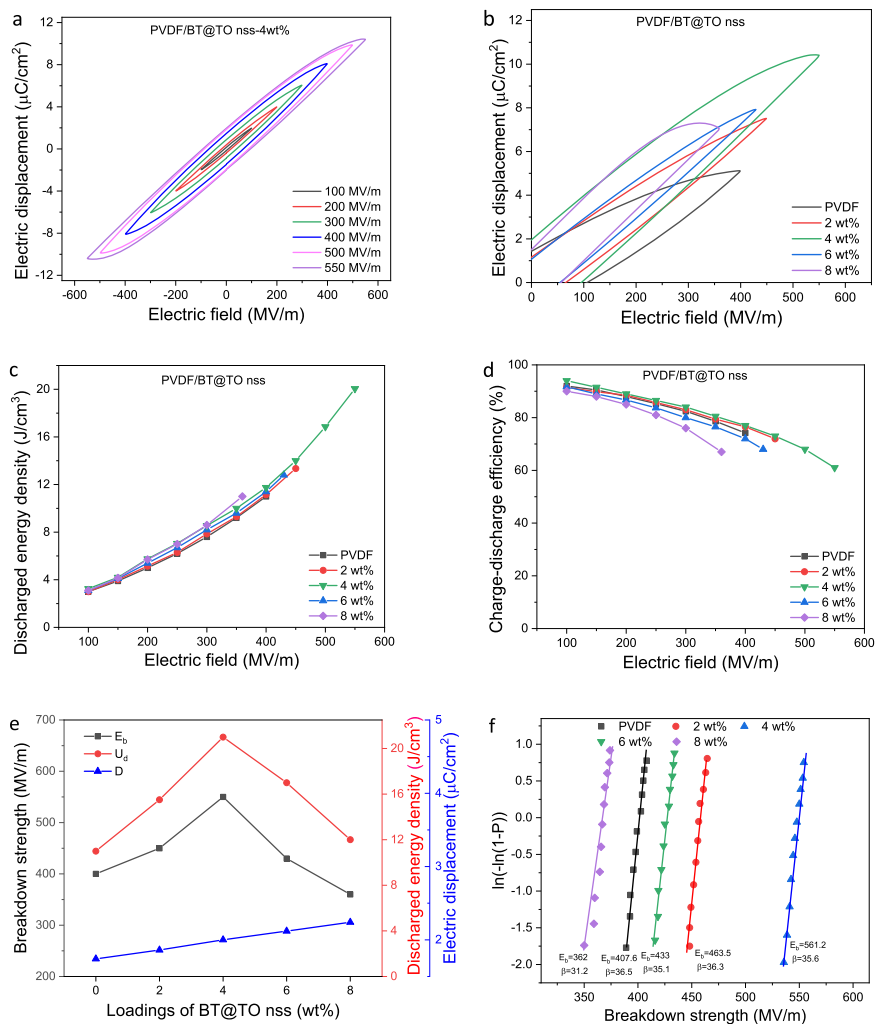 a
PVDF/BT@TO nss-4wt%
Electric displacement (μC/cm²)
12
8
4
0
-4
-8
-12
100 MV/m
200 MV/m
300 MV/m
400 MV/m
500 MV/m
550 MV/m
-600
-400
-200
0
200
400
600
Electric field (MV/m)
b
PVDF/BT@TO nss
Electric displacement (μC/cm²)
12
10
8
6
4
2
0
PVDF
2 wt%
4 wt%
6 wt%
8 wt%
0
100
200
300
400
500
600
Electric field (MV/m)
c
PVDF/BT@TO nss
Discharged energy density (J/cm³)
20
16
12
8
4
0
PVDF
2 wt%
4 wt%
6 wt%
8 wt%
100
200
300
400
500
600
Electric field (MV/m)
d
PVDF/BT@TO nss
Charge-discharge efficiency (%)
100
80
60
40
20
0
PVDF
2 wt%
4 wt%
6 wt%
8 wt%
100
200
300
400
500
600
Electric field (MV/m)
e
Breakdown strength (MV/m)
700
650
600
550
500
450
400
350
300
250
200
E_b
U_d
D
0
2
4
6
8
Loadings of BT@TO nss (wt%)
20
16
12
8
4
0
Discharged energy density (J/cm³)
5
4
3
2
Electric displacement (μC/cm²)
f
PVDF
2 wt%
4 wt%
6 wt%
8 wt%
ln(-ln(1-P))
1.0
0.5
0.0
-0.5
-1.0
-1.5
-2.0
E_b=362
β=31.2
E_b=407.6
β=36.5
E_b=433
β=35.1
E_b=463.5
β=36.3
E_b=561.2
β=35.6
350
400
450
500
550
600
Breakdown strength (MV/m)